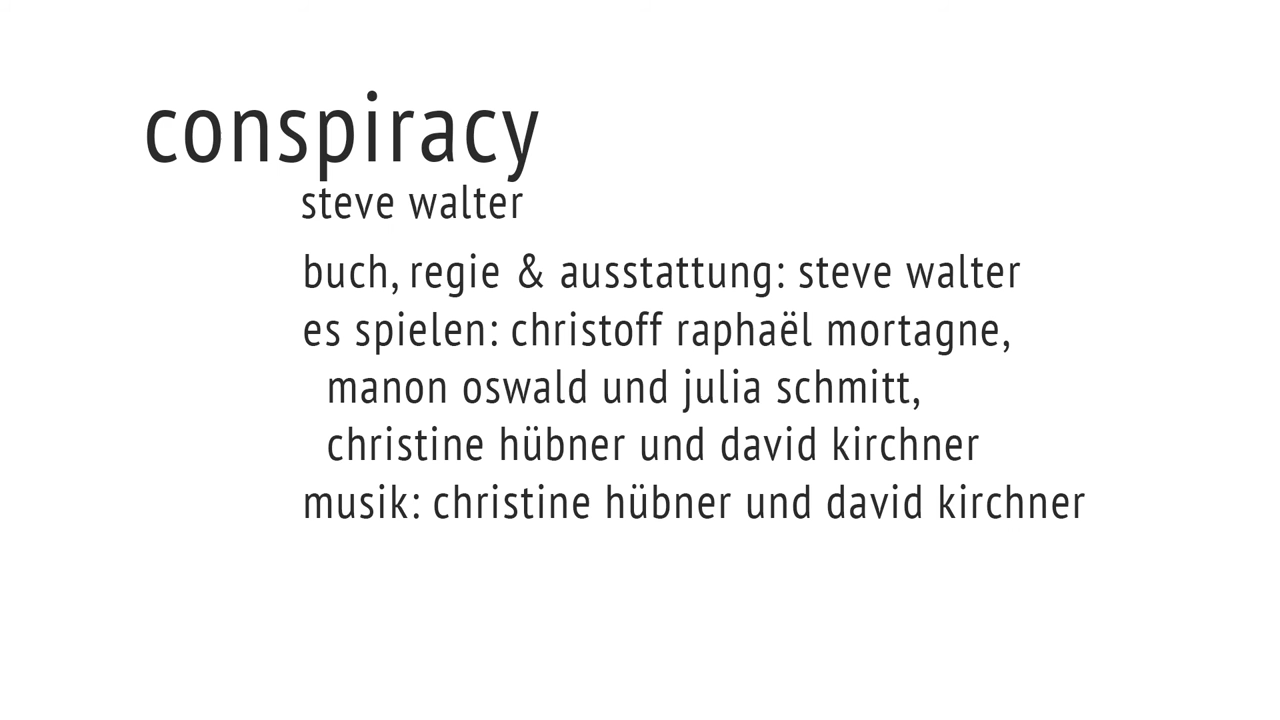 conspiracy
steve walter
buch, regie & ausstattung: steve walter
es spielen: christoff raphaël mortagne,
manon oswald und julia schmitt,
christine hübner und david kirchner
musik: christine hübner und david kirchner